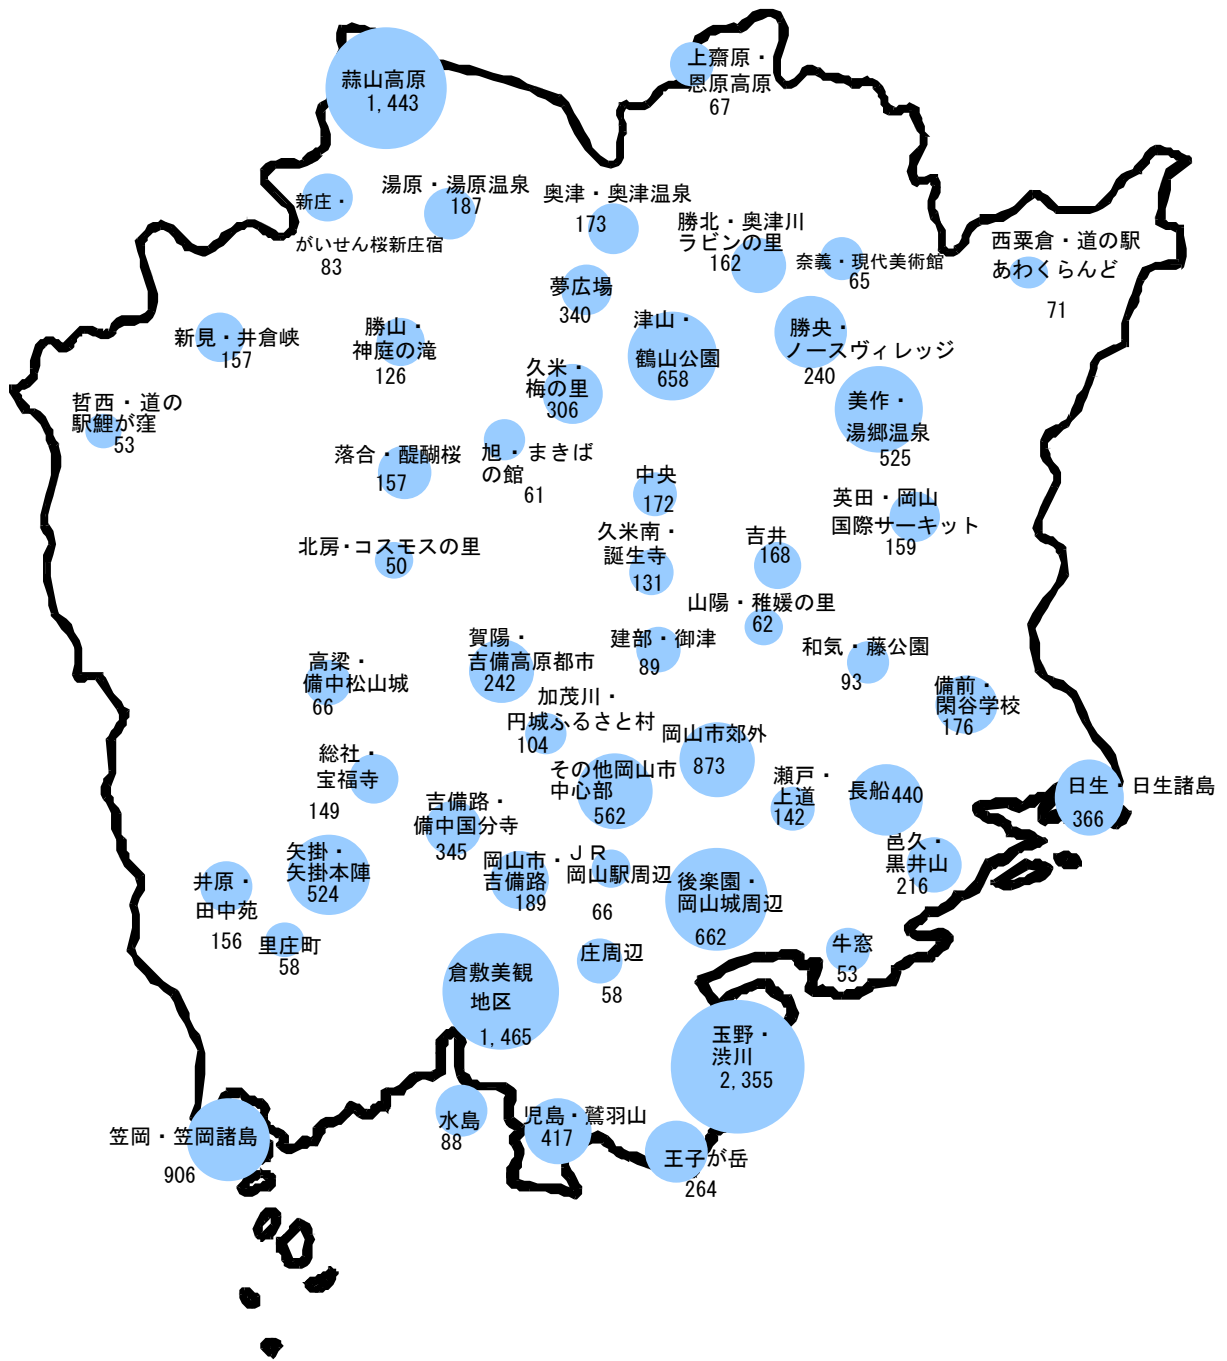 上齋原・
恩原高原
67
蒜山高原
1,443
湯原・湯原温泉
187
新庄・
がいせん桜新庄宿
83
奥津・奥津温泉
173
勝北・奥津川
ラビンの里
162
奈義・現代美術館
65
西粟倉・道の駅
あわくらんど
71
夢広場
340
新見・井倉峡
157
勝山・
神庭の滝
126
津山・
鶴山公園
658
勝央・
ノースヴィレッジ
240
久米・
梅の里
306
美作・
湯郷温泉
525
哲西・道の
駅鯉が窪
53
落合・醍醐桜
157
旭・まきば
の館
61
中央
172
英田・岡山
国際サーキット
159
北房・コスモスの里
50
久米南・
誕生寺
131
吉井
168
山陽・稚媛の里
62
賀陽・
吉備高原都市
242
建部・御津
89
和気・藤公園
93
高梁・
備中松山城
66
備前・
閑谷学校
176
加茂川・
円城ふるさと村
104
岡山市郊外
873
総社・
宝福寺
149
その他岡山市
中心部
562
瀬戸・
上道
142
長船440
日生・日生諸島
366
吉備路・
備中国分寺
345
邑久・
黒井山
216
矢掛・
矢掛本陣
524
岡山市・
吉備路
189
ＪＲ
岡山駅周辺
66
後楽園・
岡山城周辺
662
井原・
田中苑
156
里庄町
58
牛窓
53
庄周辺
58
倉敷美観
地区
1,465
玉野・
渋川
2,355
水島
88
児島・鷲羽山
417
笠岡・笠岡諸島
906
王子が岳
264